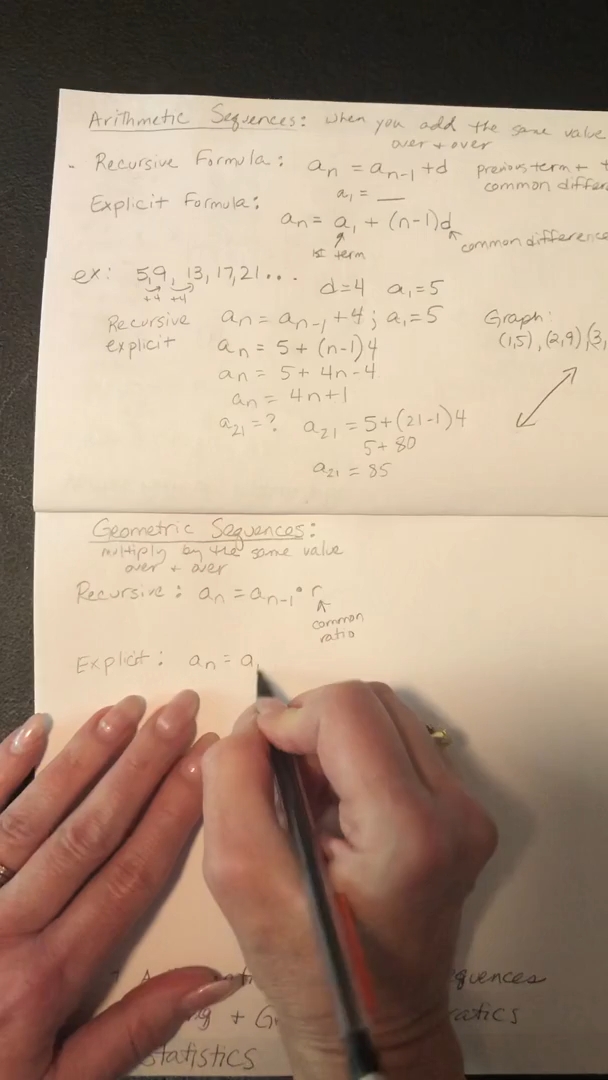 Arithmetic Sequences: when you add the same value
over + over
- Recursive Formula: aₙ = aₙ₋₁ + d previous term +
a₁ = __ common differen
Explicit Formula:
aₙ = a₁ + (n-1)d
1st term common difference
ex: 5, 9, 13, 17, 21...
+4 +4
d=4 a₁=5
Recursive aₙ = aₙ₋₁ + 4 ; a₁=5 Graph:
explicit aₙ = 5 + (n-1)4 (1,5), (2,9) (3,
aₙ = 5 + 4n - 4
aₙ = 4n+1
a₂₁ = ? a₂₁ = 5+(21-1)4
5+80
a₂₁ = 85
Geometric Sequences:
multiply by the same value
over + over
Recursive: aₙ = aₙ₋₁ • r
common
ratio
Explicit: aₙ = a
quences
+ G
Statistics